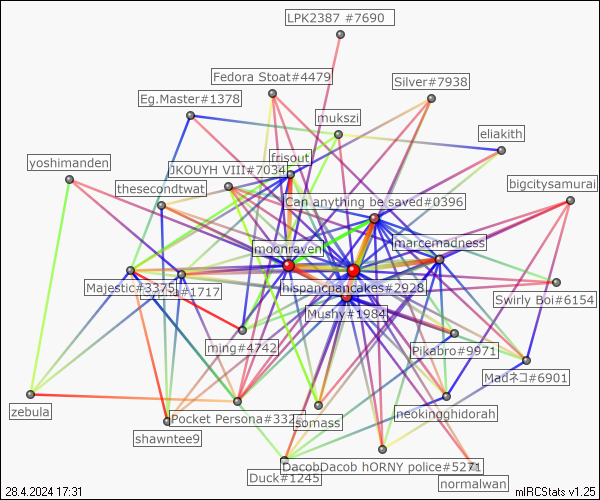 LPK2387 #7690
Fedora Stoat#4479
Silver#7938
Eg.Master#1378
mukszi
eliakith
frisout
yoshimanden
JKOUYH VIII#7034
thesecondtwat
bigcitysamurai
Can anything be saved#0396
moonraven
marcemadness
Majestic#3375
#1717
hispancpancakes#2928
Swirly Boi#6154
Mushy#1984
ming#4742
Pikabro#9971
Madネコ#6901
zebula
Pocket Persona#3326
somass
neokingghidorah
shawntee9
DacobDacob hORNY police#5271
Duck#1245
normalwan
28.4.2024 17:31
mIRCStats v1.25